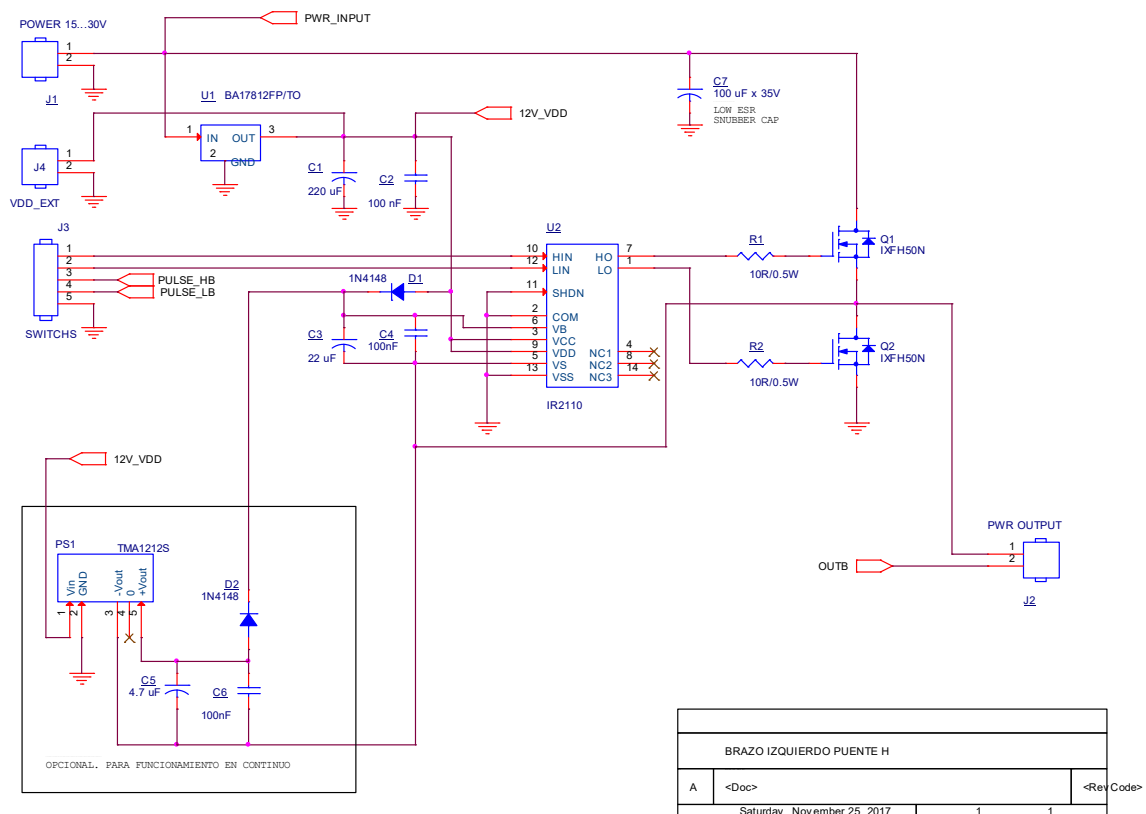 POWER 15...30V
PWR_INPUT
1
2
J1
C7
100 uF x 35V
LOW ESR
SNUBBER CAP
U1 BA17812FP/TO
12V_VDD
1 IN OUT 3
2
GND
J4
1
2
VDD_EXT
C1
220 uF
C2
100 nF
J3
1
2
3
4
5
PULSE_HB
PULSE_LB
SWITCHS
U2
10 HIN HO 7
12 LIN LO 1
11 SHDN
2 COM
6 VB
3 VCC
9 VDD NC1 4
5 VS NC2 8
13 VSS NC3 14
IR2110
1N4148 D1
C3
22 uF
C4
100nF
R1
10R/0.5W
Q1
IXFH50N
R2
10R/0.5W
Q2
IXFH50N
12V_VDD
PS1 TMA1212S
Vin
GND
-Vout
0
+Vout
1
2
3
4
5
D2
1N4148
C5
4.7 uF
C6
100nF
OPCIONAL. PARA FUNCIONAMIENTO EN CONTINUO
PWR OUTPUT
1
2
OUTB
J2
BRAZO IZQUIERDO PUENTE H
A <Doc> <RevCode>
Saturday, November 25, 2017 1 1